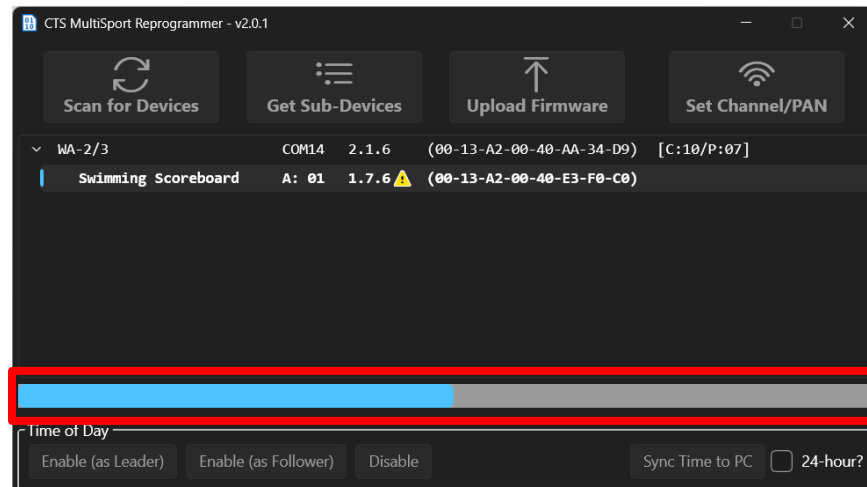 CTS MultiSport Reprogrammer - v2.0.1
Scan for Devices Get Sub-Devices Upload Firmware Set Channel/PAN
WA-2/3 COM14 2.1.6 (00-13-A2-00-40-AA-34-D9) [C:10/P:07]
Swimming Scoreboard A: 01 1.7.6 (00-13-A2-00-40-E3-F0-C0)
Time of Day
Enable (as Leader) Enable (as Follower) Disable Sync Time to PC 24-hour?